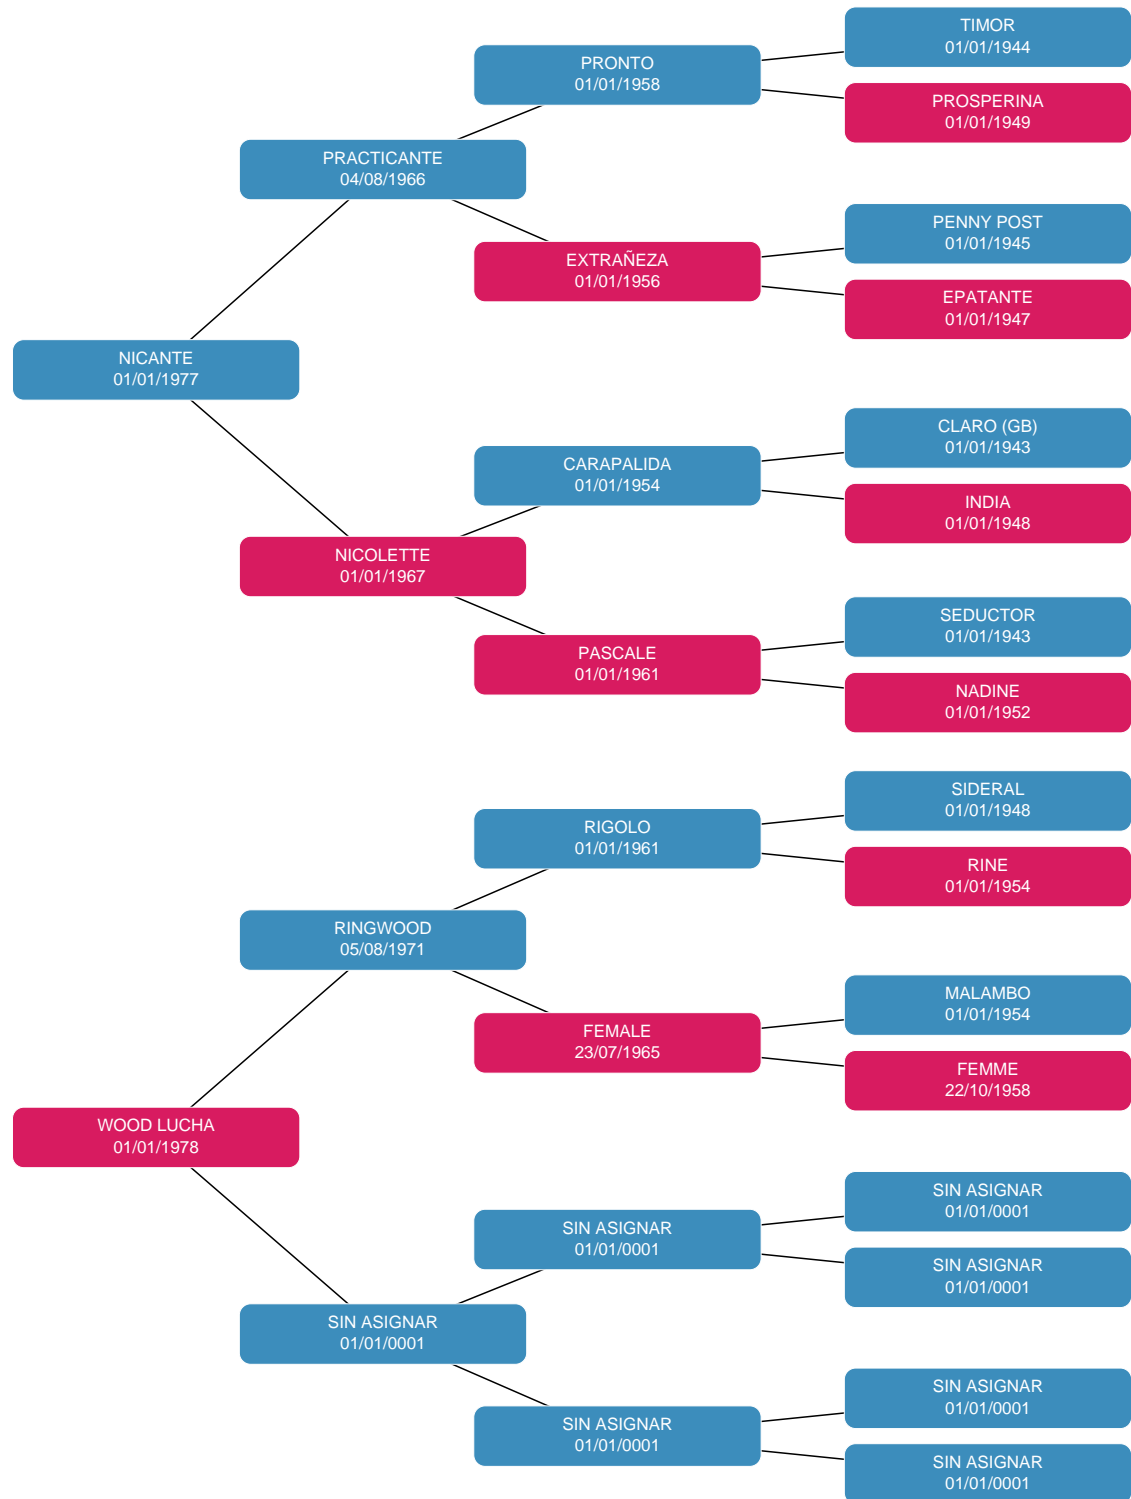 TIMOR
01/01/1944
PRONTO
01/01/1958
PROSPERINA
01/01/1949
PRACTICANTE
04/08/1966
PENNY POST
01/01/1945
EXTRAÑEZA
01/01/1956
EPATANTE
01/01/1947
NICANTE
01/01/1977
CLARO (GB)
01/01/1943
CARAPALIDA
01/01/1954
INDIA
01/01/1948
NICOLETTE
01/01/1967
SEDUCTOR
01/01/1943
PASCALE
01/01/1961
NADINE
01/01/1952
SIDERAL
01/01/1948
RIGOLO
01/01/1961
RINE
01/01/1954
RINGWOOD
05/08/1971
MALAMBO
01/01/1954
FEMALE
23/07/1965
FEMME
22/10/1958
WOOD LUCHA
01/01/1978
SIN ASIGNAR
01/01/0001
SIN ASIGNAR
01/01/0001
SIN ASIGNAR
01/01/0001
SIN ASIGNAR
01/01/0001
SIN ASIGNAR
01/01/0001
SIN ASIGNAR
01/01/0001
SIN ASIGNAR
01/01/0001